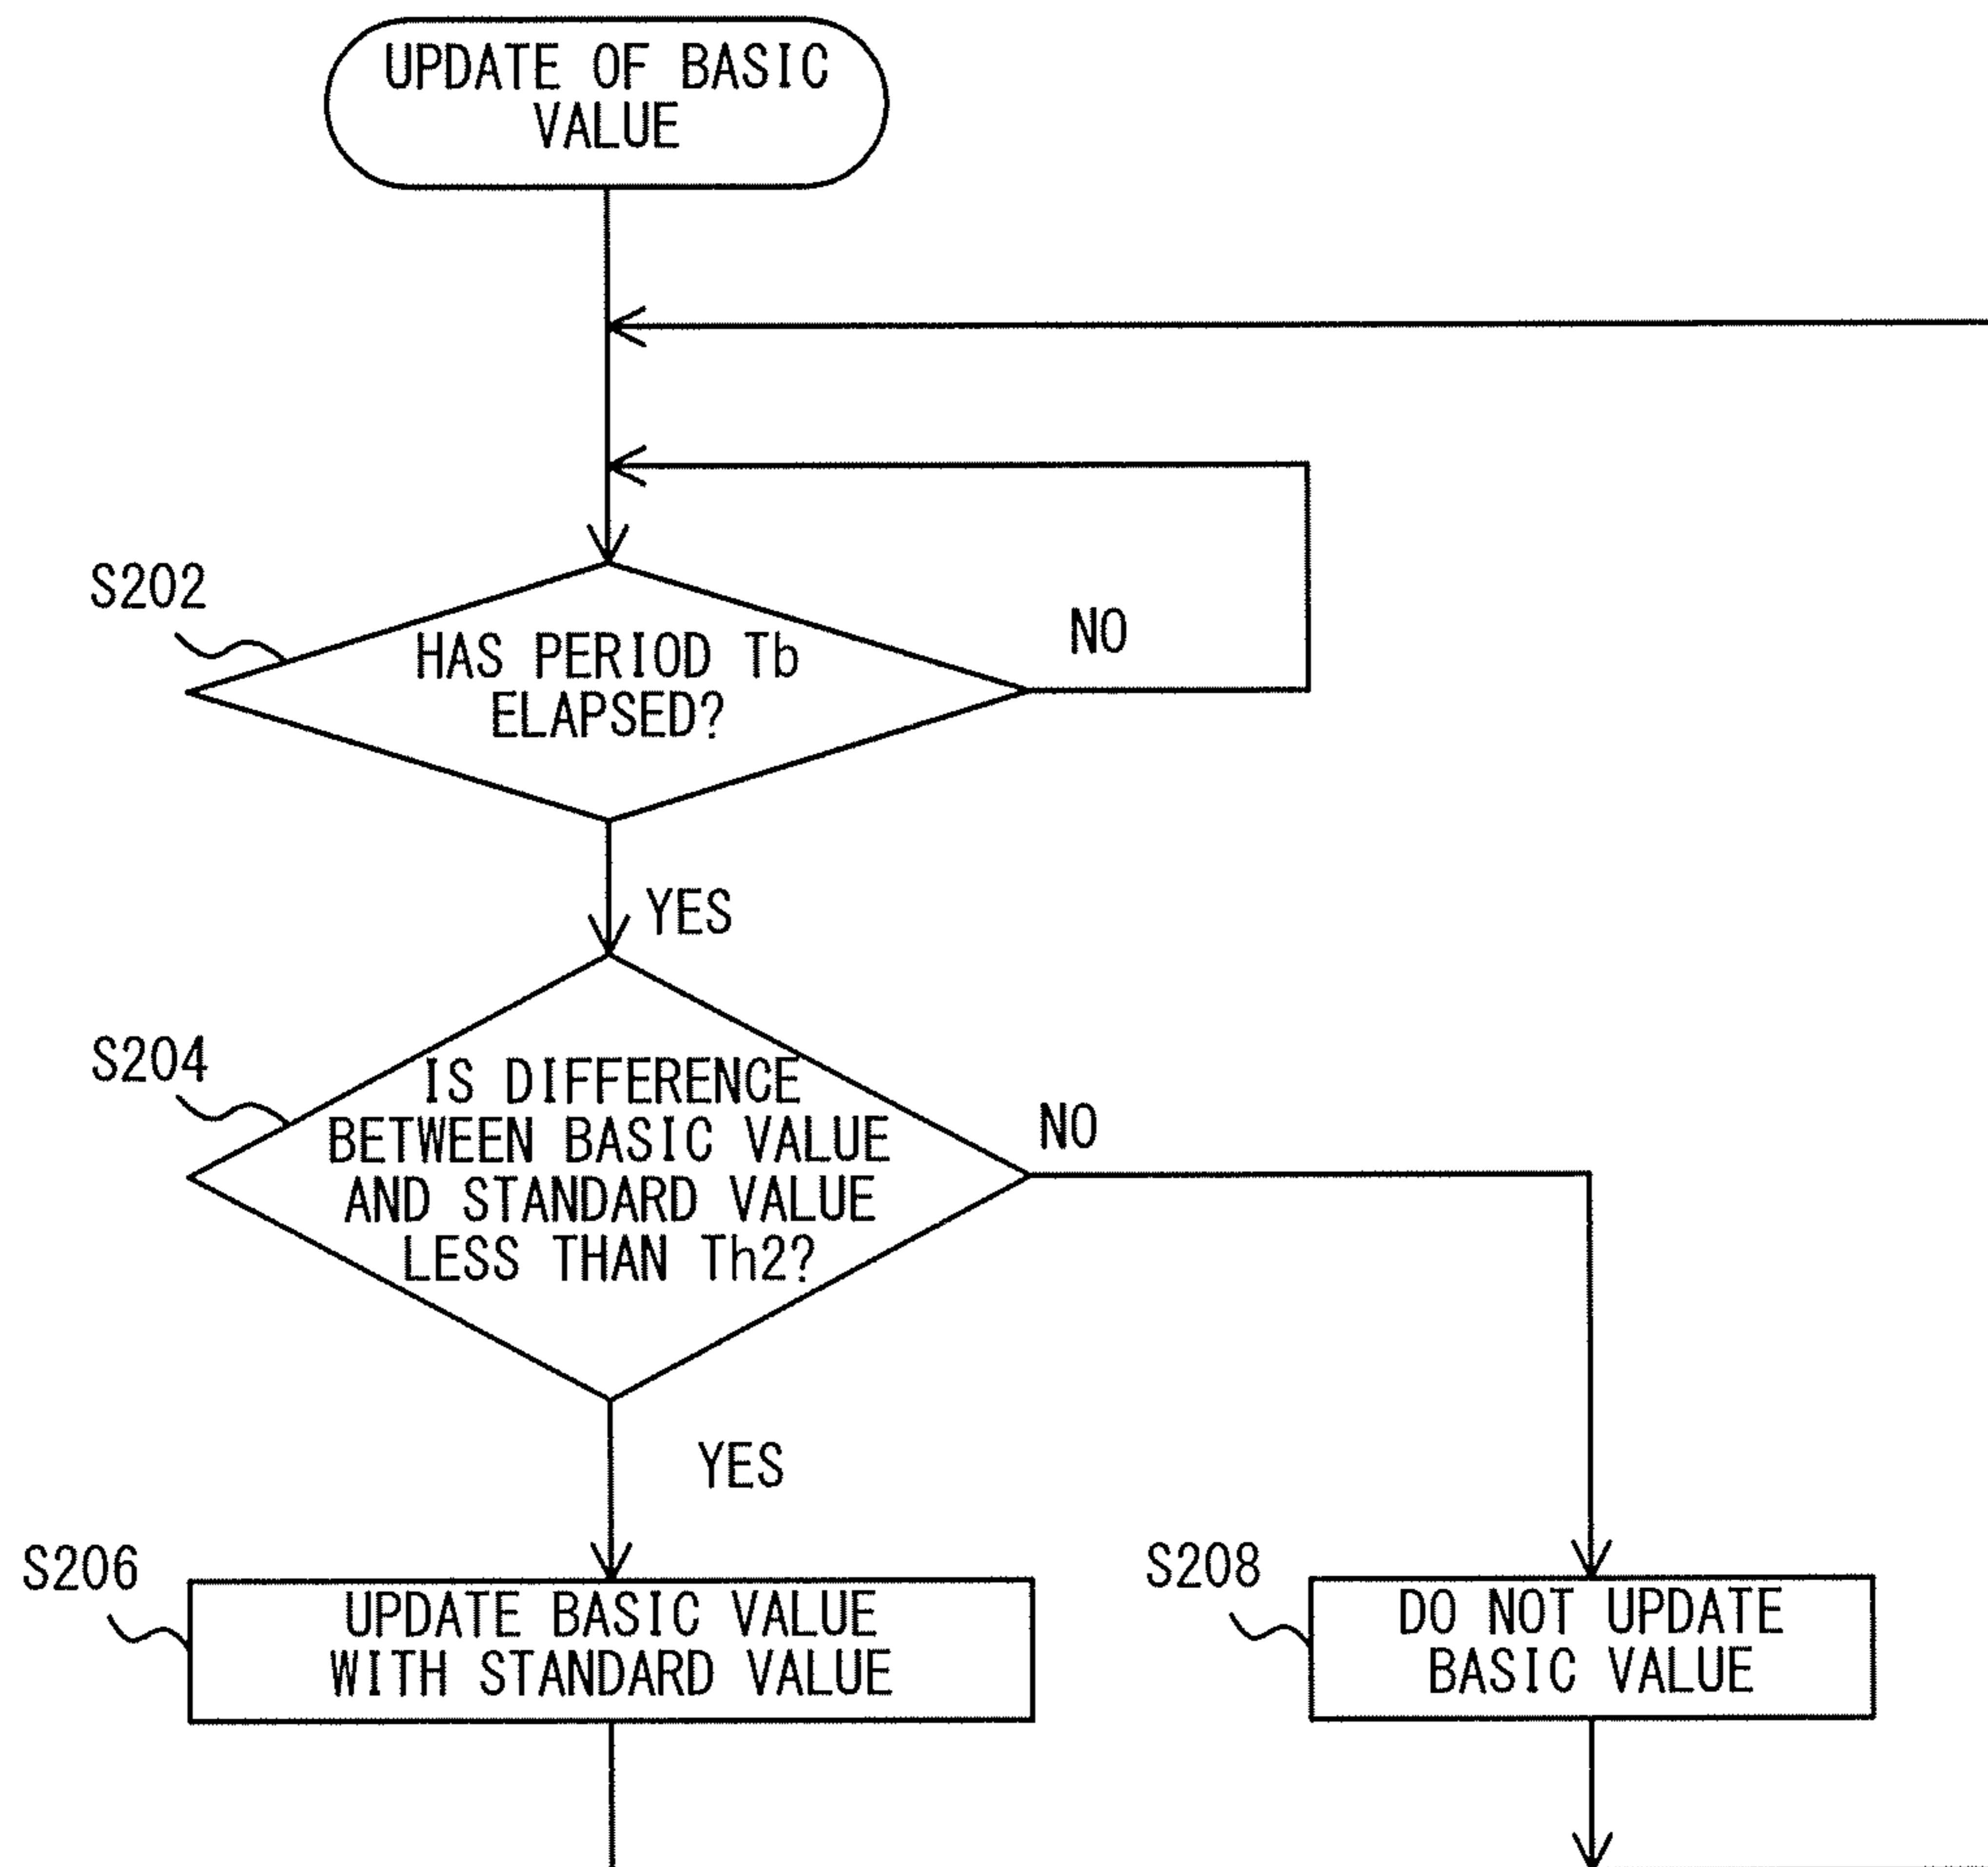 UPDATE OF BASIC
VALUE
S202
HAS PERIOD Tb
ELAPSED?
NO
YES
S204
IS DIFFERENCE
BETWEEN BASIC VALUE
AND STANDARD VALUE
LESS THAN Th2?
NO
YES
S206
UPDATE BASIC VALUE
WITH STANDARD VALUE
S208
DO NOT UPDATE
BASIC VALUE